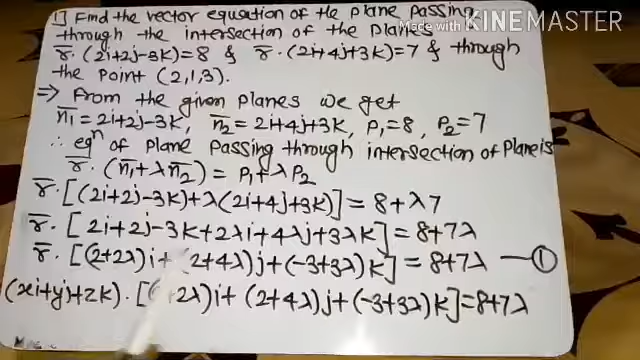 Made with KINEMASTER
1] Find the vector equation of the plane passing
through the intersection of the planes
r̅.(2i+2j-3k)=8 & r̅.(2i+4j+3k)=7 & through
the point (2,1,3).
⇒ From the given planes we get
n̅₁=2i+2j-3k, n̅₂=2i+4j+3k, P₁=8, P₂=7
∴ eqⁿ of plane passing through intersection of plane is
r̅.(n̅₁+λn̅₂) = P₁+λP₂
r̅.[(2i+2j-3k)+λ(2i+4j+3k)] = 8+λ7
r̅.[2i+2j-3k+2λi+4λj+3λk] = 8+7λ
r̅.[(2+2λ)i+(2+4λ)j+(-3+3λ)k] = 8+7λ —①
(xi+yj+zk).[( +2λ)i+(2+4λ)j+(-3+3λ)k]=8+7λ